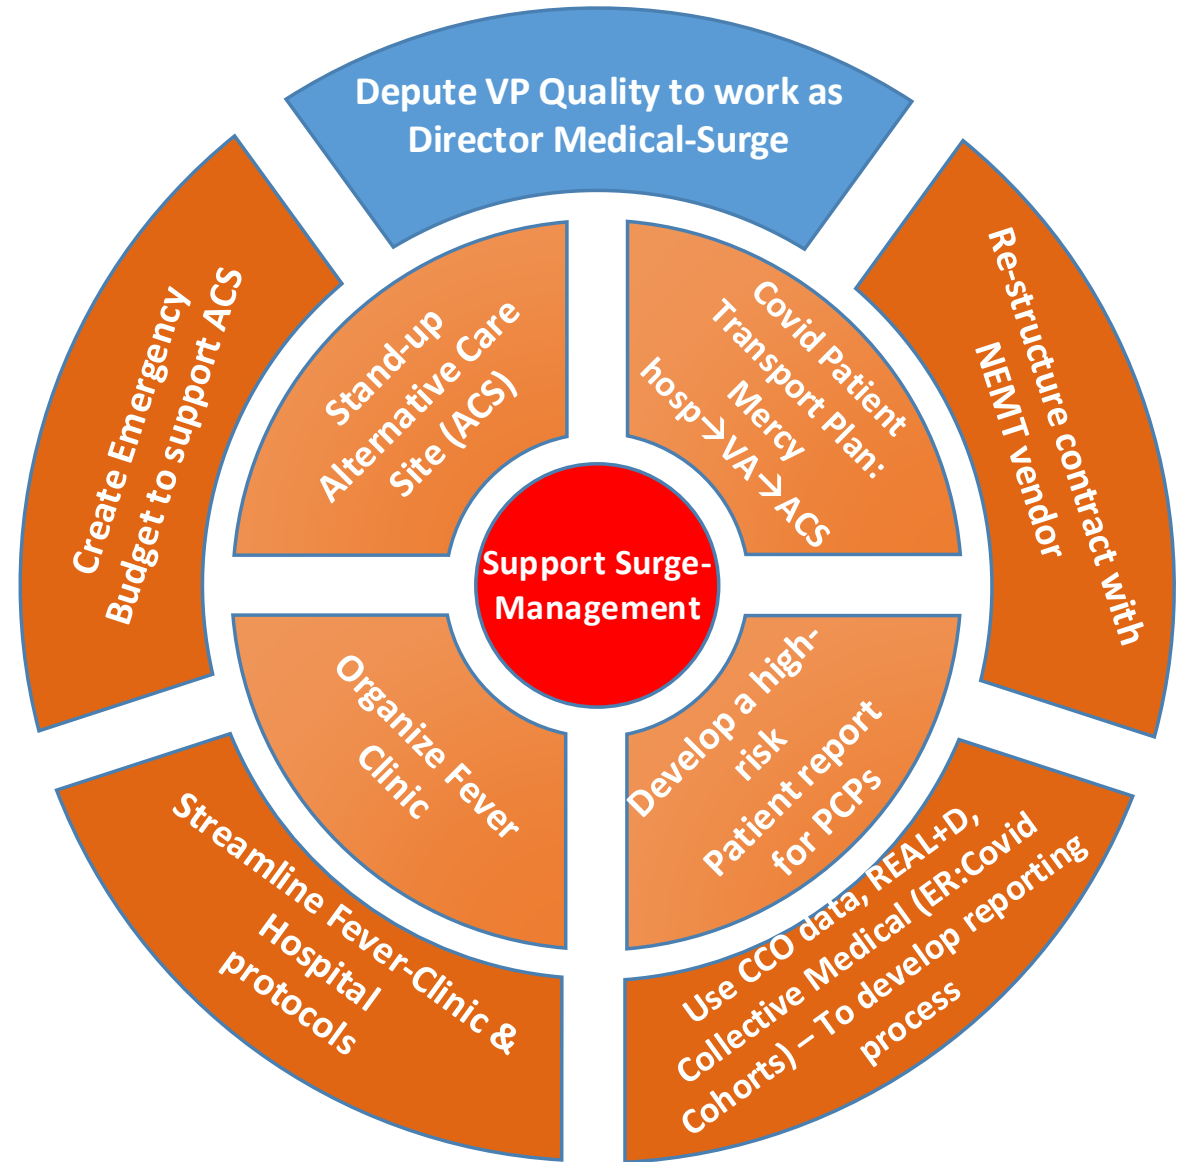 Depute VP Quality to work as
Director Medical-Surge
Re-structure contract with
NEMT vendor
Use CCO data, REAL+D,
Collective Medical (ER:Covid
Cohorts) – To develop reporting
process
Streamline Fever-Clinic &
Hospital
protocols
Create Emergency
Budget to support ACS
Stand-up
Alternative Care
Site (ACS)
Covid Patient
Transport Plan:
Mercy
hosp→VA→ACS
Develop a high-
risk
Patient report
for PCPs
Organize Fever
Clinic
Support Surge-
Management